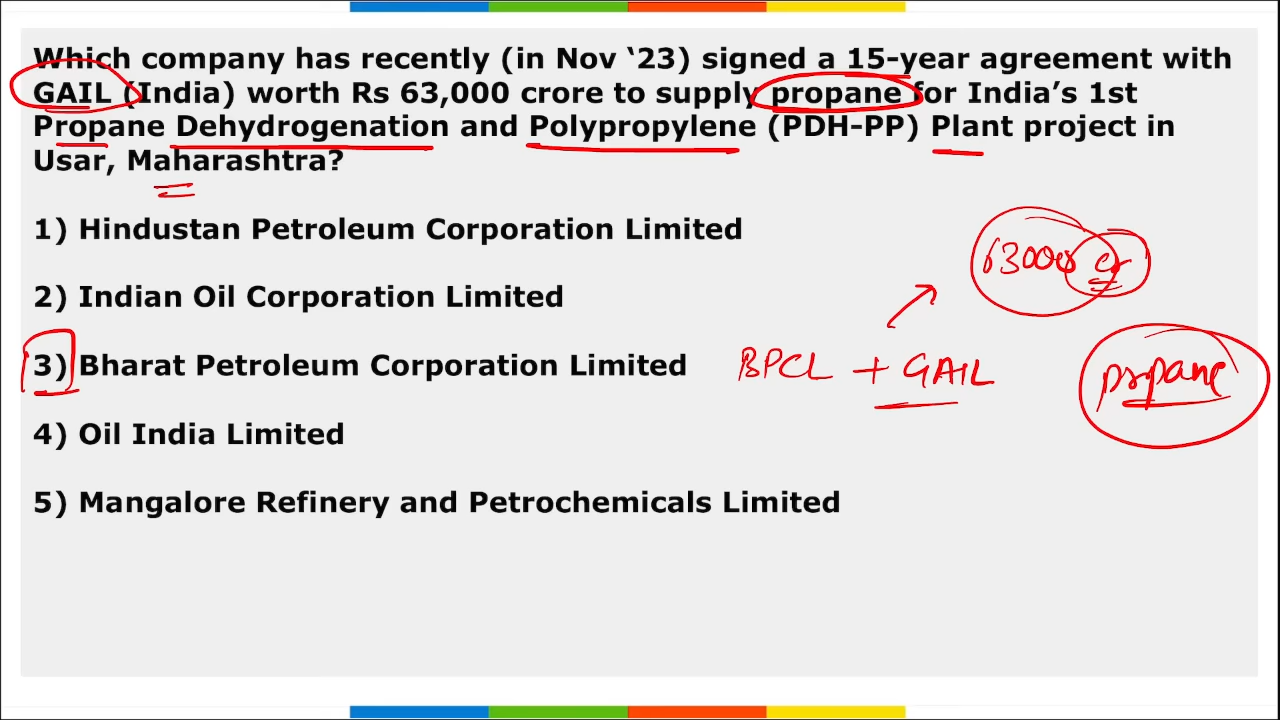 Which company has recently (in Nov ‘23) signed a 15-year agreement with
GAIL (India) worth Rs 63,000 crore to supply propane for India’s 1st
Propane Dehydrogenation and Polypropylene (PDH-PP) Plant project in
Usar, Maharashtra?
1) Hindustan Petroleum Corporation Limited
63000 cr
2) Indian Oil Corporation Limited
3) Bharat Petroleum Corporation Limited BPCL + GAIL propane
4) Oil India Limited
5) Mangalore Refinery and Petrochemicals Limited